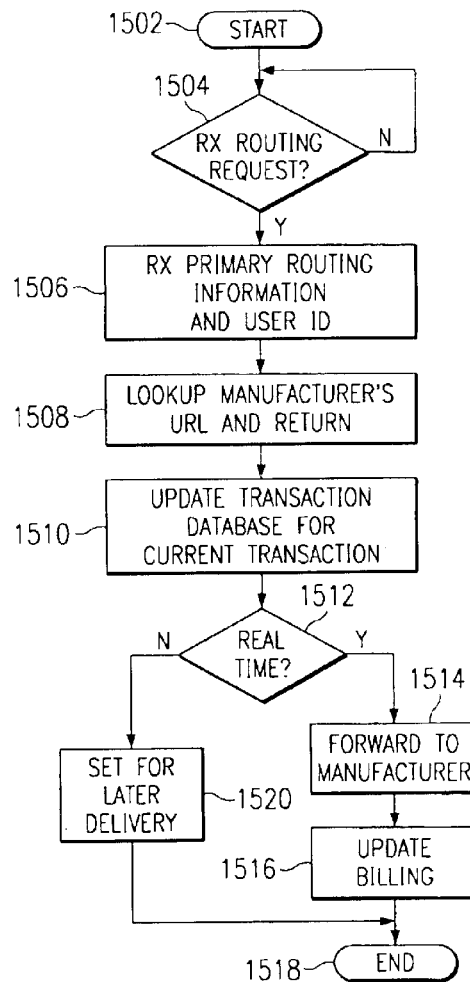 1502
START
1504
RX ROUTING
REQUEST?
N
Y
1506
RX PRIMARY ROUTING
INFORMATION
AND USER ID
1508
LOOKUP MANUFACTURER'S
URL AND RETURN
1510
UPDATE TRANSACTION
DATABASE FOR
CURRENT TRANSACTION
1512
N
REAL
TIME?
Y
1514
FORWARD TO
MANUFACTURER
SET FOR
LATER
DELIVERY
1520
1516
UPDATE
BILLING
1518
END